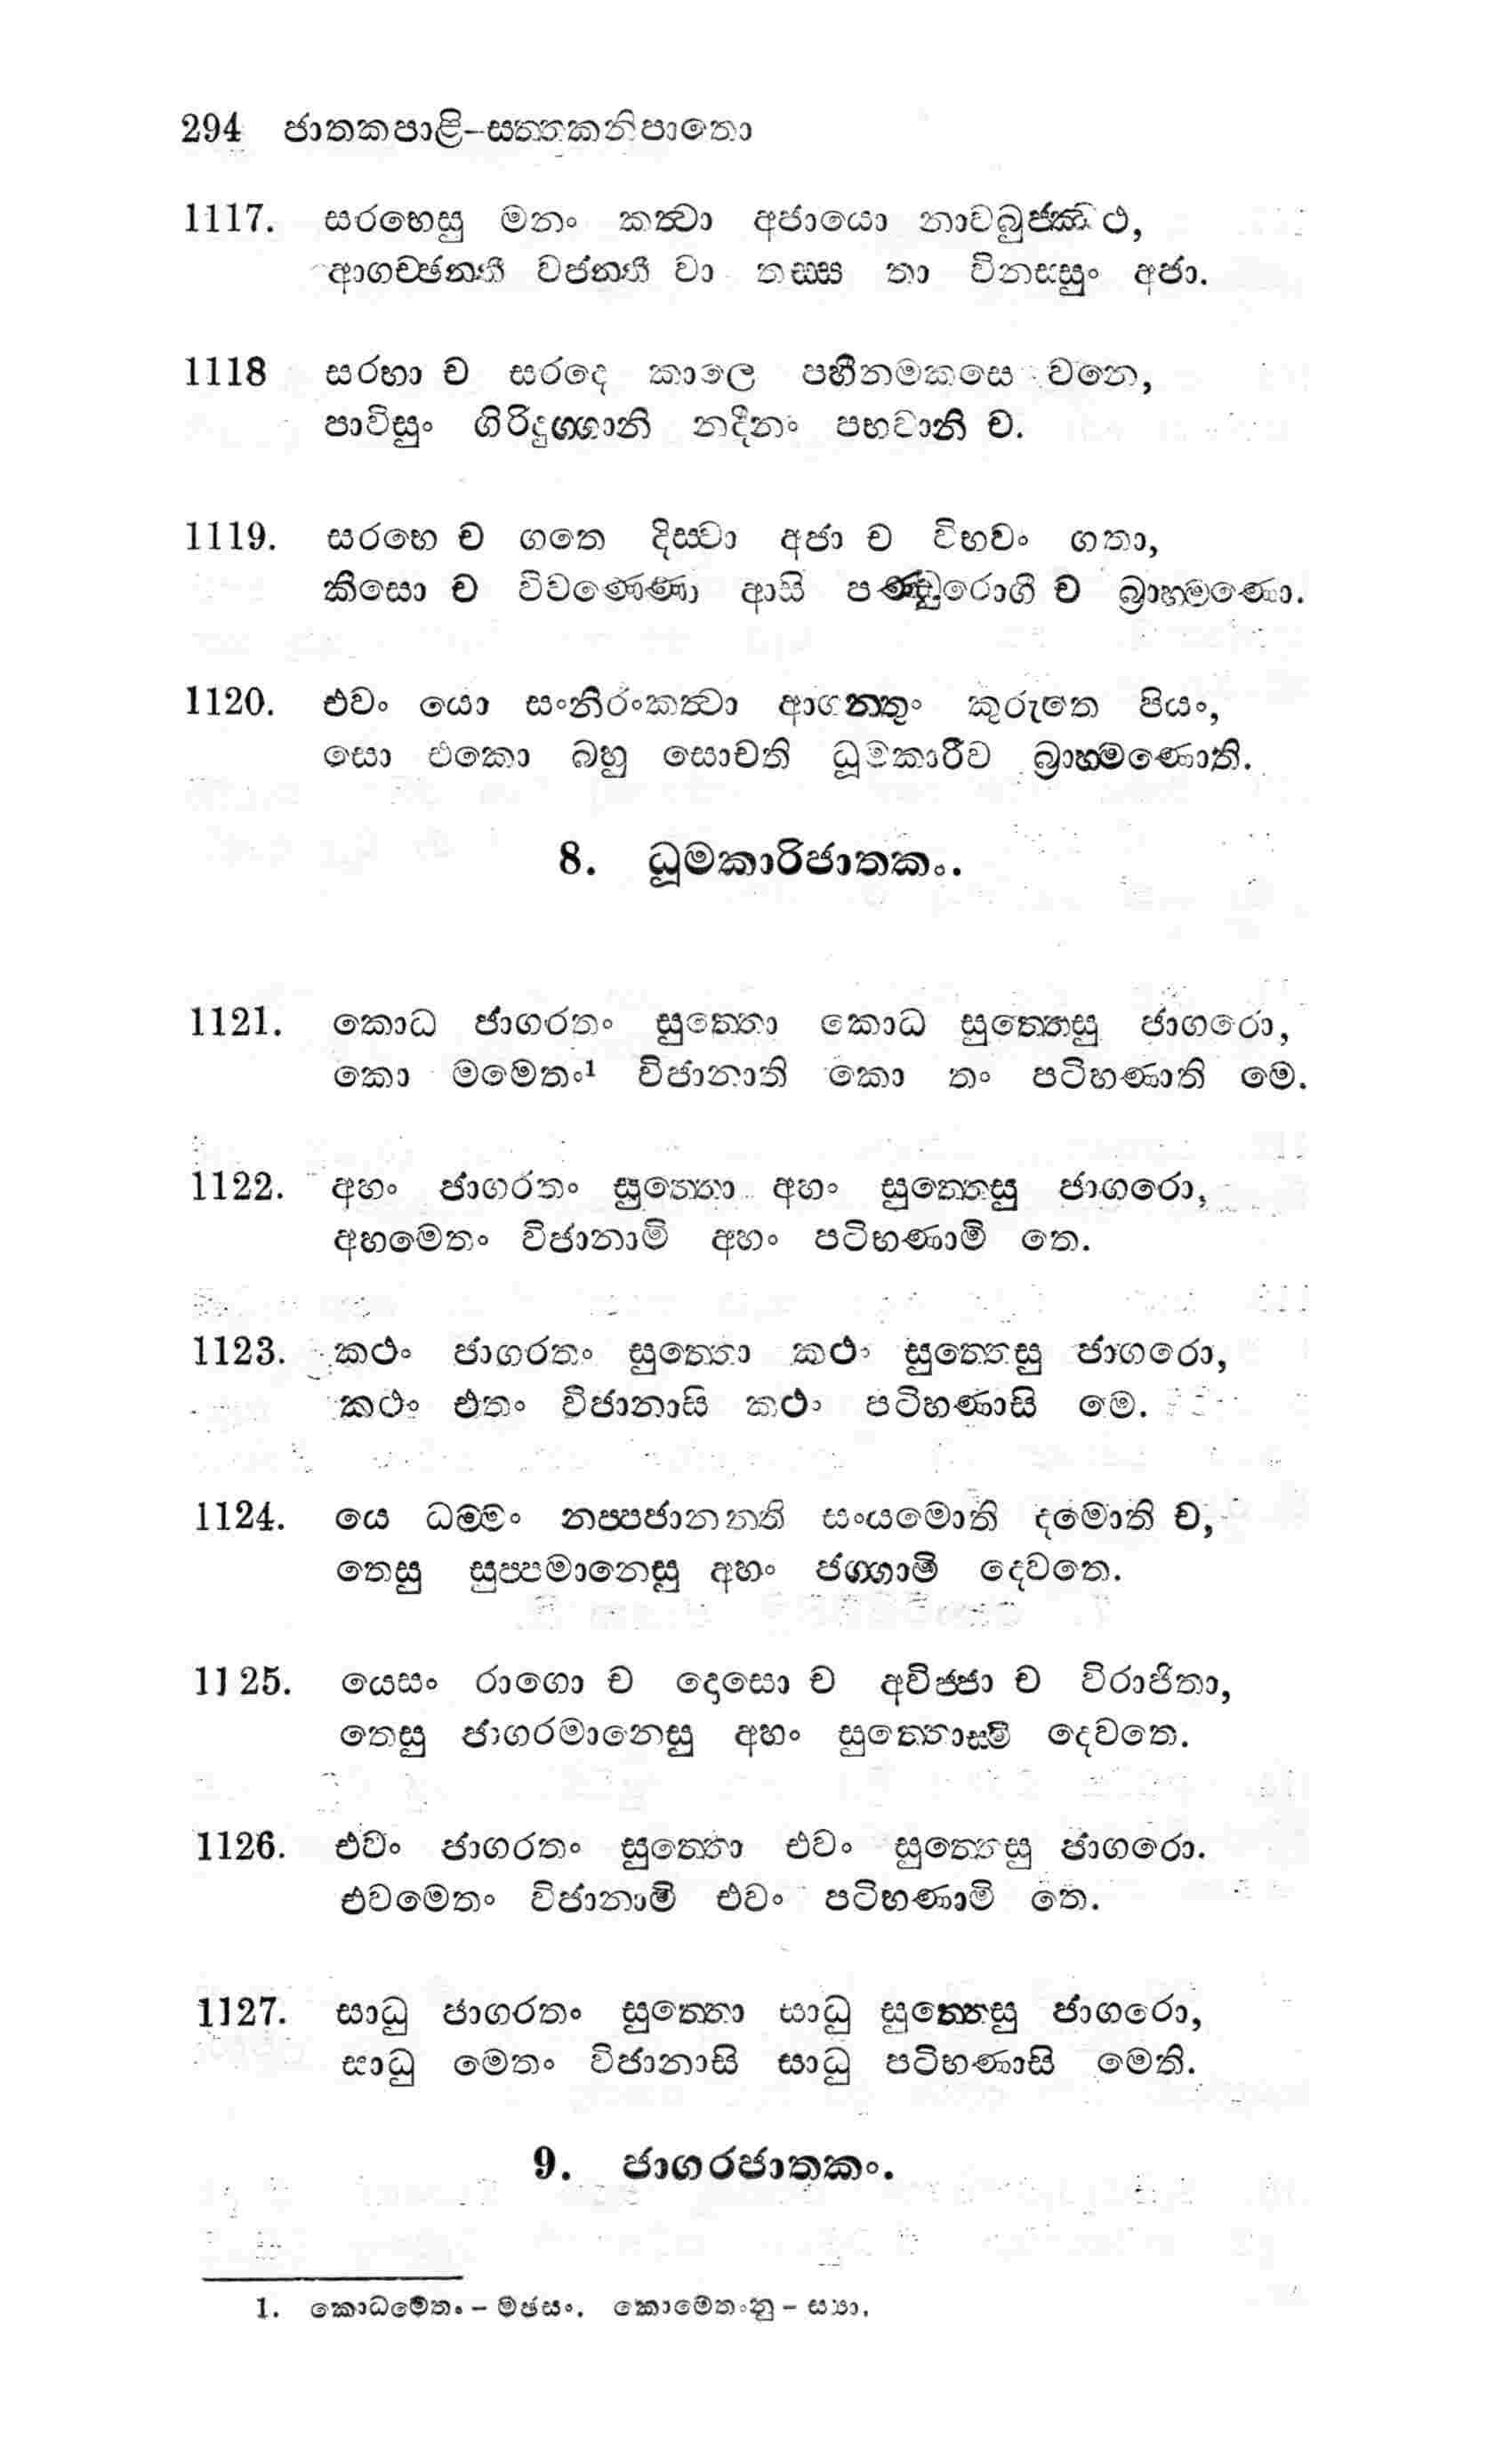 294 ජාතකපාළි-සත්තකනිපාතො
1117. සරභෙසු මනං කත්වා අජායො නාවබුජ්ඣථ,
ආගච්ඡන්තී වජන්තී වා තස්ස තා විනස්සුං අජා.
1118 සරභා ච සරදෙ කාලෙ පහීනමකසෙ වනෙ,
පාවිසුං ගිරිදුග්ගානි නදීනං පභවානි ච.
1119. සරභෙ ච ගතෙ දිස්වා අජා ච විභවං ගතා,
කීසො ච විවණ්ණො ආසි පණ්ඩුරොගී ච බ්‍රාහ්මණො.
1120. එවං යො සංනිරංකත්වා ආගන්තුං කුරුතෙ පියං,
සො එකො බහු සොචති ධූමකාරීව බ්‍රාහ්මණොති.
8. ධූමකාරිජාතකං.
1121. කොධ ජාගරතං සුත්තො කොධ සුත්තෙසු ජාගරො,
කො මමෙතං1 විජානාති කො තං පටිභණාති මෙ.
1122. අහං ජාගරතං සුත්තො අහං සුත්තෙසු ජාගරො,
අහමෙතං විජානාමි අහං පටිභණාමි තෙ.
1123. කථං ජාගරතං සුත්තො කථං සුත්තෙසු ජාගරො,
කථං එතං විජානාසි කථං පටිභණාසි මෙ.
1124. යෙ ධම්මං නප්පජානන්ති සංයමොති දමොති ච,
තෙසු සුප්පමානෙසු අහං ජග්ගාමි දෙවතෙ.
1125. යෙසං රාගො ච දොසො ච අවිජ්ජා ච විරාජිතා,
තෙසු ජාගරමානෙසු අහං සුත්තොස්මි දෙවතෙ.
1126. එවං ජාගරතං සුත්තො එවං සුත්තෙසු ජාගරො.
එවමෙතං විජානාමි එවං පටිභණාමි තෙ.
1127. සාධු ජාගරතං සුත්තො සාධු සුත්තෙසු ජාගරො,
සාධු මෙතං විජානාසි සාධු පටිභණාසි මෙති.
9. ජාගරජාතකං.
1. කොධමෙතං - මඡසං. කොමෙතංනු - ස්‍යා.